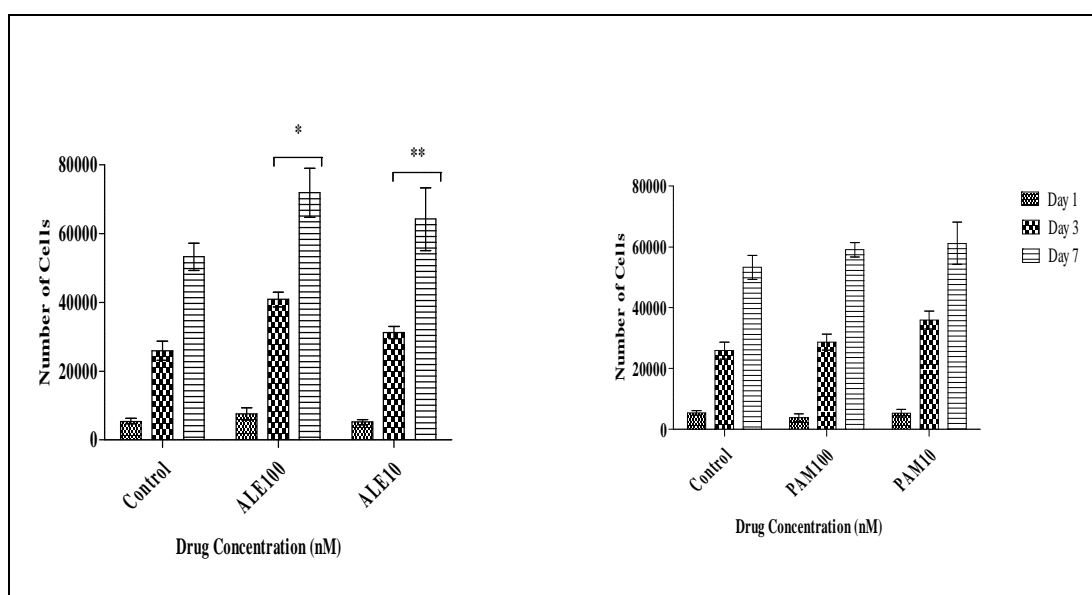 *
**
80000
60000
40000
20000
0
Number of Cells
Control
ALE100
ALE10
Drug Concentration (nM)
80000
60000
40000
20000
0
Number of Cells
Control
PAM100
PAM10
Drug Concentration (nM)
Day 1
Day 3
Day 7